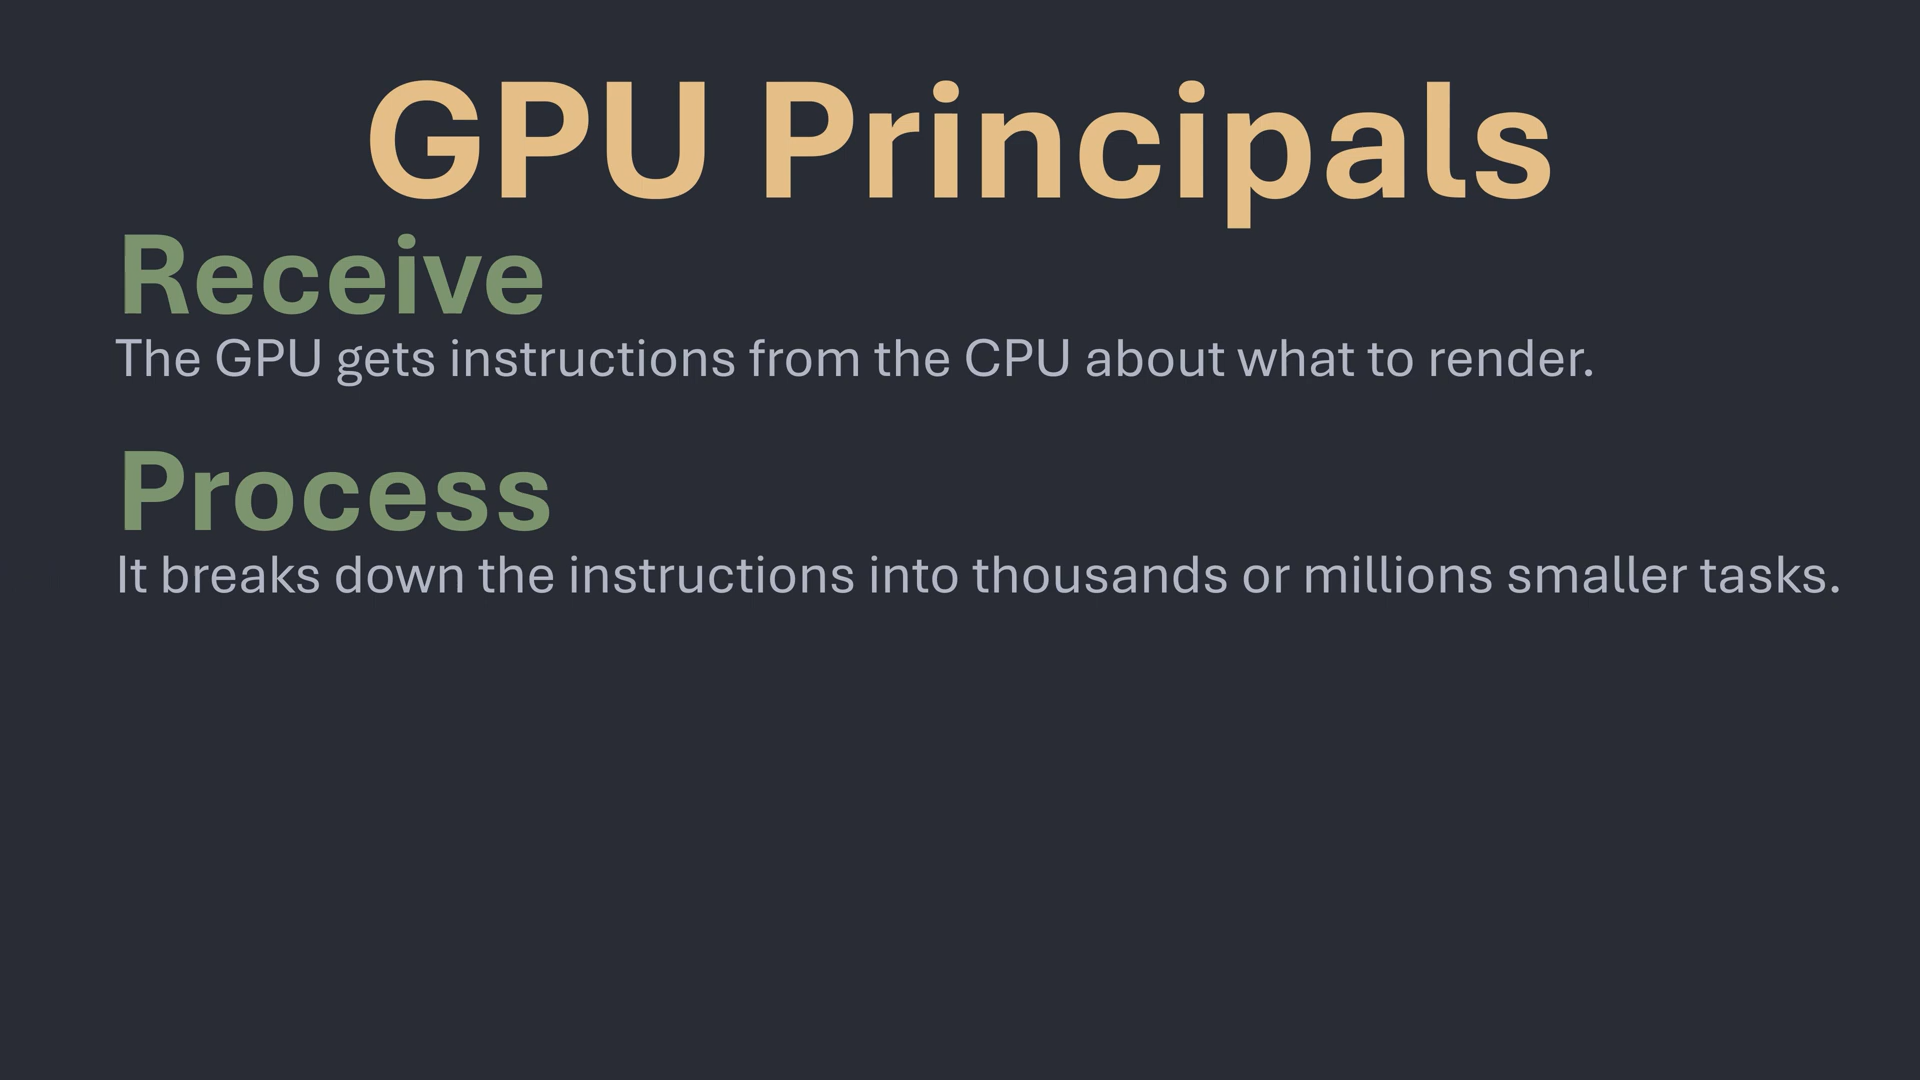 GPU Principals
Receive
The GPU gets instructions from the CPU about what to render.
Process
It breaks down the instructions into thousands or millions smaller tasks.